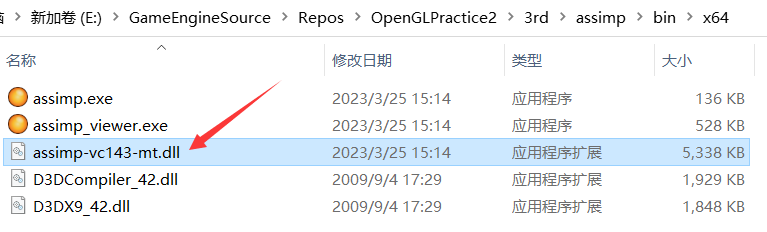 新加卷 (E:) › GameEngineSource › Repos › OpenGLPractice2 › 3rd › assimp › bin › x64
名称 修改日期 类型 大小
assimp.exe 2023/3/25 15:14 应用程序 136 KB
assimp_viewer.exe 2023/3/25 15:14 应用程序 528 KB
assimp-vc143-mt.dll 2023/3/25 15:14 应用程序扩展 5,338 KB
D3DCompiler_42.dll 2009/9/4 17:29 应用程序扩展 1,929 KB
D3DX9_42.dll 2009/9/4 17:29 应用程序扩展 1,848 KB